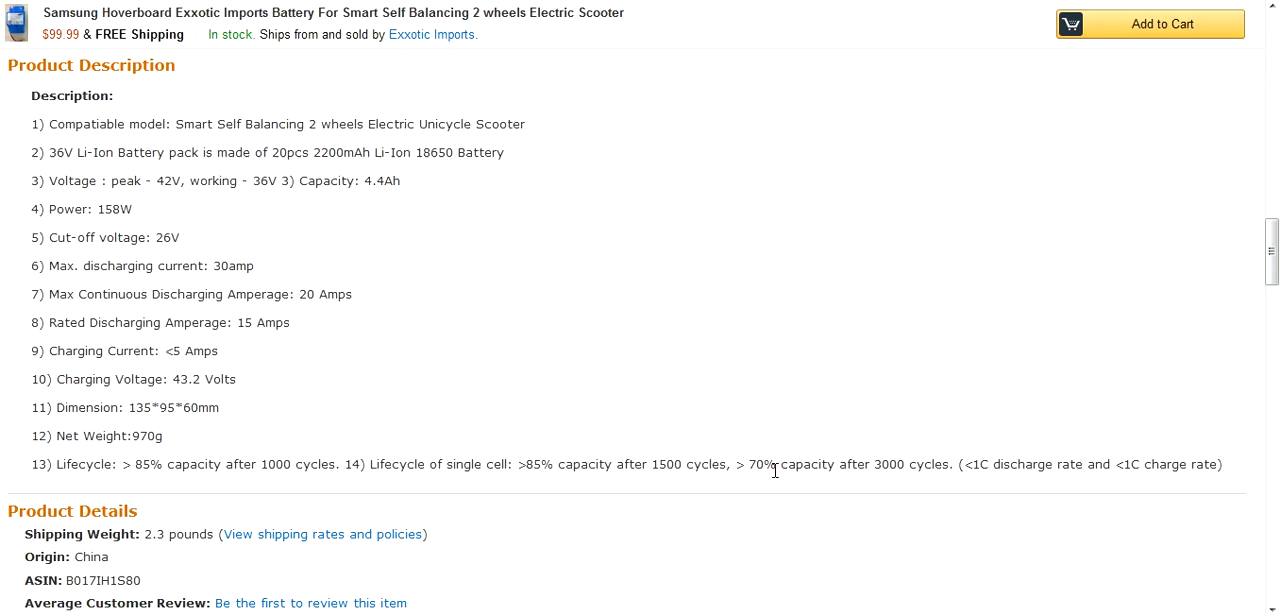 Samsung Hoverboard Exxotic Imports Battery For Smart Self Balancing 2 wheels Electric Scooter
$99.99 & FREE Shipping In stock. Ships from and sold by Exxotic Imports.
Add to Cart
Product Description
Description:
1) Compatiable model: Smart Self Balancing 2 wheels Electric Unicycle Scooter
2) 36V Li-Ion Battery pack is made of 20pcs 2200mAh Li-Ion 18650 Battery
3) Voltage : peak - 42V, working - 36V 3) Capacity: 4.4Ah
4) Power: 158W
5) Cut-off voltage: 26V
6) Max. discharging current: 30amp
7) Max Continuous Discharging Amperage: 20 Amps
8) Rated Discharging Amperage: 15 Amps
9) Charging Current: <5 Amps
10) Charging Voltage: 43.2 Volts
11) Dimension: 135*95*60mm
12) Net Weight:970g
13) Lifecycle: > 85% capacity after 1000 cycles. 14) Lifecycle of single cell: >85% capacity after 1500 cycles, > 70% capacity after 3000 cycles. (<1C discharge rate and <1C charge rate)
Product Details
Shipping Weight: 2.3 pounds (View shipping rates and policies)
Origin: China
ASIN: B017IH1S80
Average Customer Review: Be the first to review this item